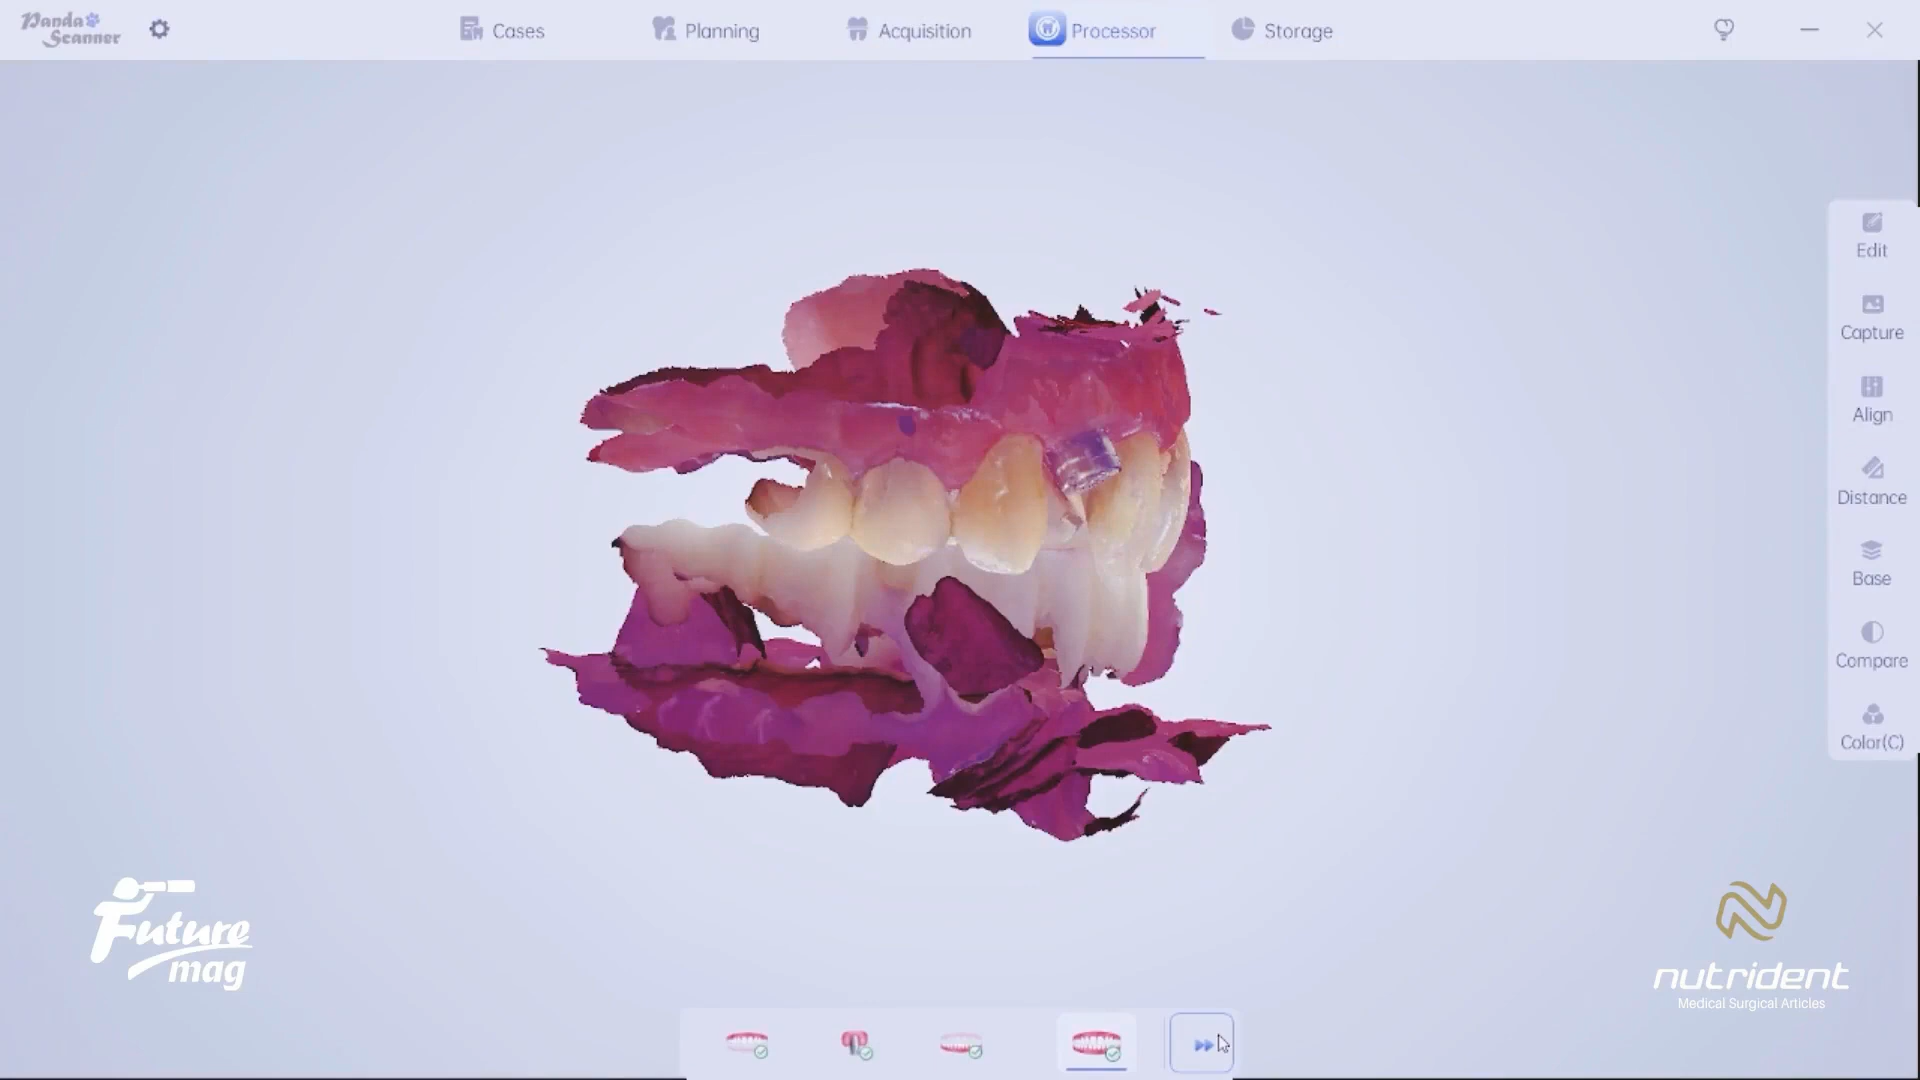 Panda
Scanner
Cases
Planning
Acquisition
Processor
Storage
Edit
Capture
Align
Distance
Base
Compare
Color(C)
Future
mag
nutrident
Medical Surgical Articles